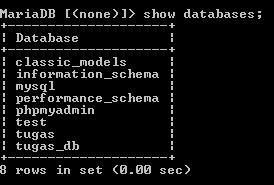 MariaDB [(none)]> show databases;
+--------------------+
| Database           |
+--------------------+
| classic_models     |
| information_schema |
| mysql              |
| performance_schema |
| phpmyadmin         |
| test               |
| tugas              |
| tugas_db           |
+--------------------+
8 rows in set (0.00 sec)